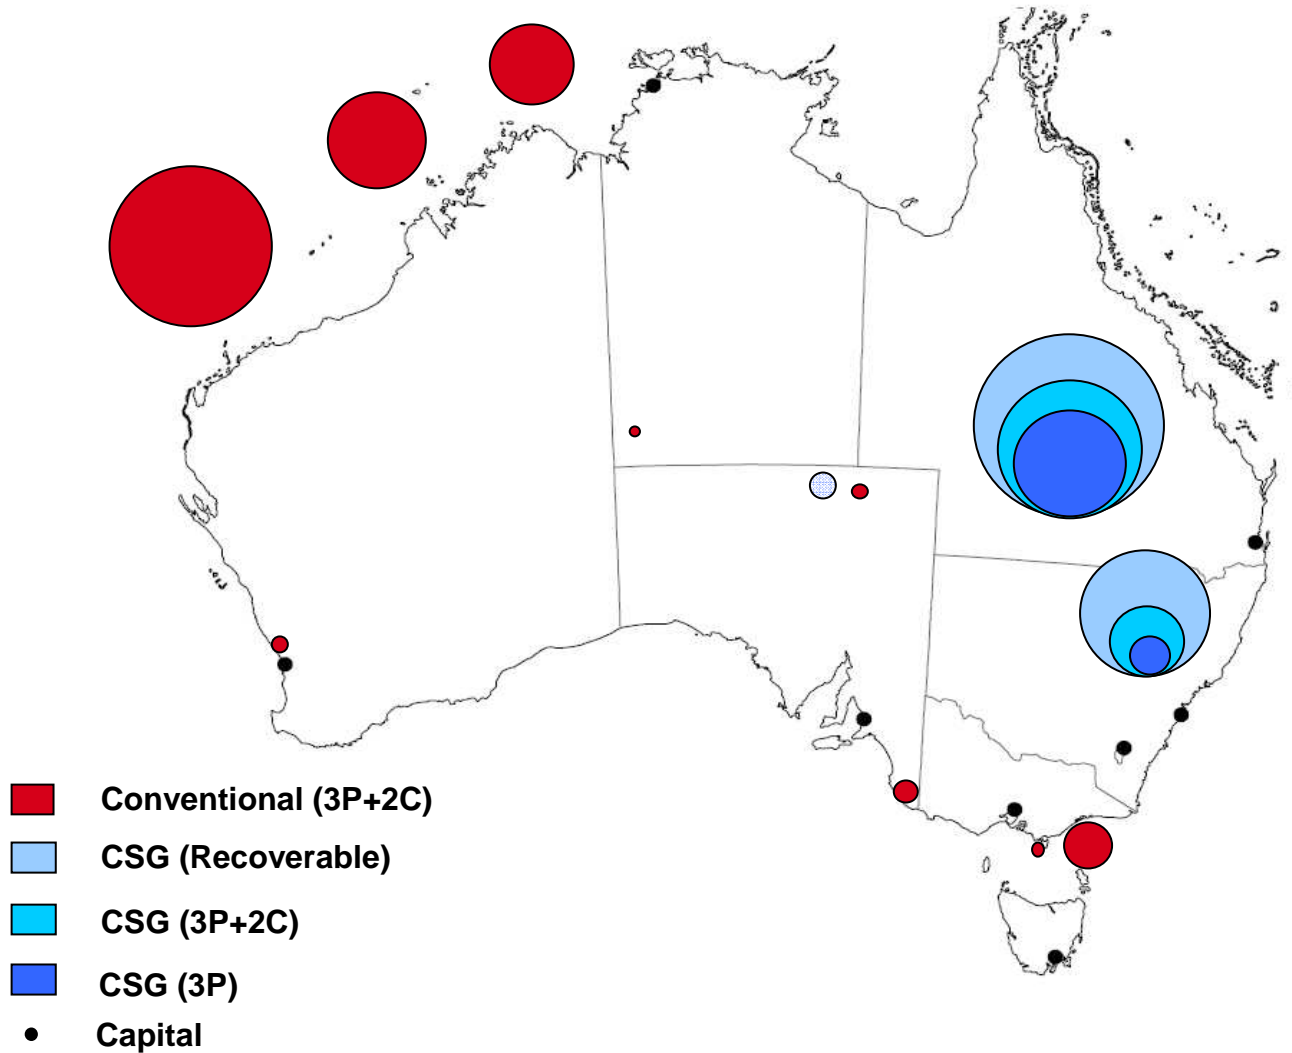 Conventional (3P+2C)
CSG (Recoverable)
CSG (3P+2C)
CSG (3P)
Capital